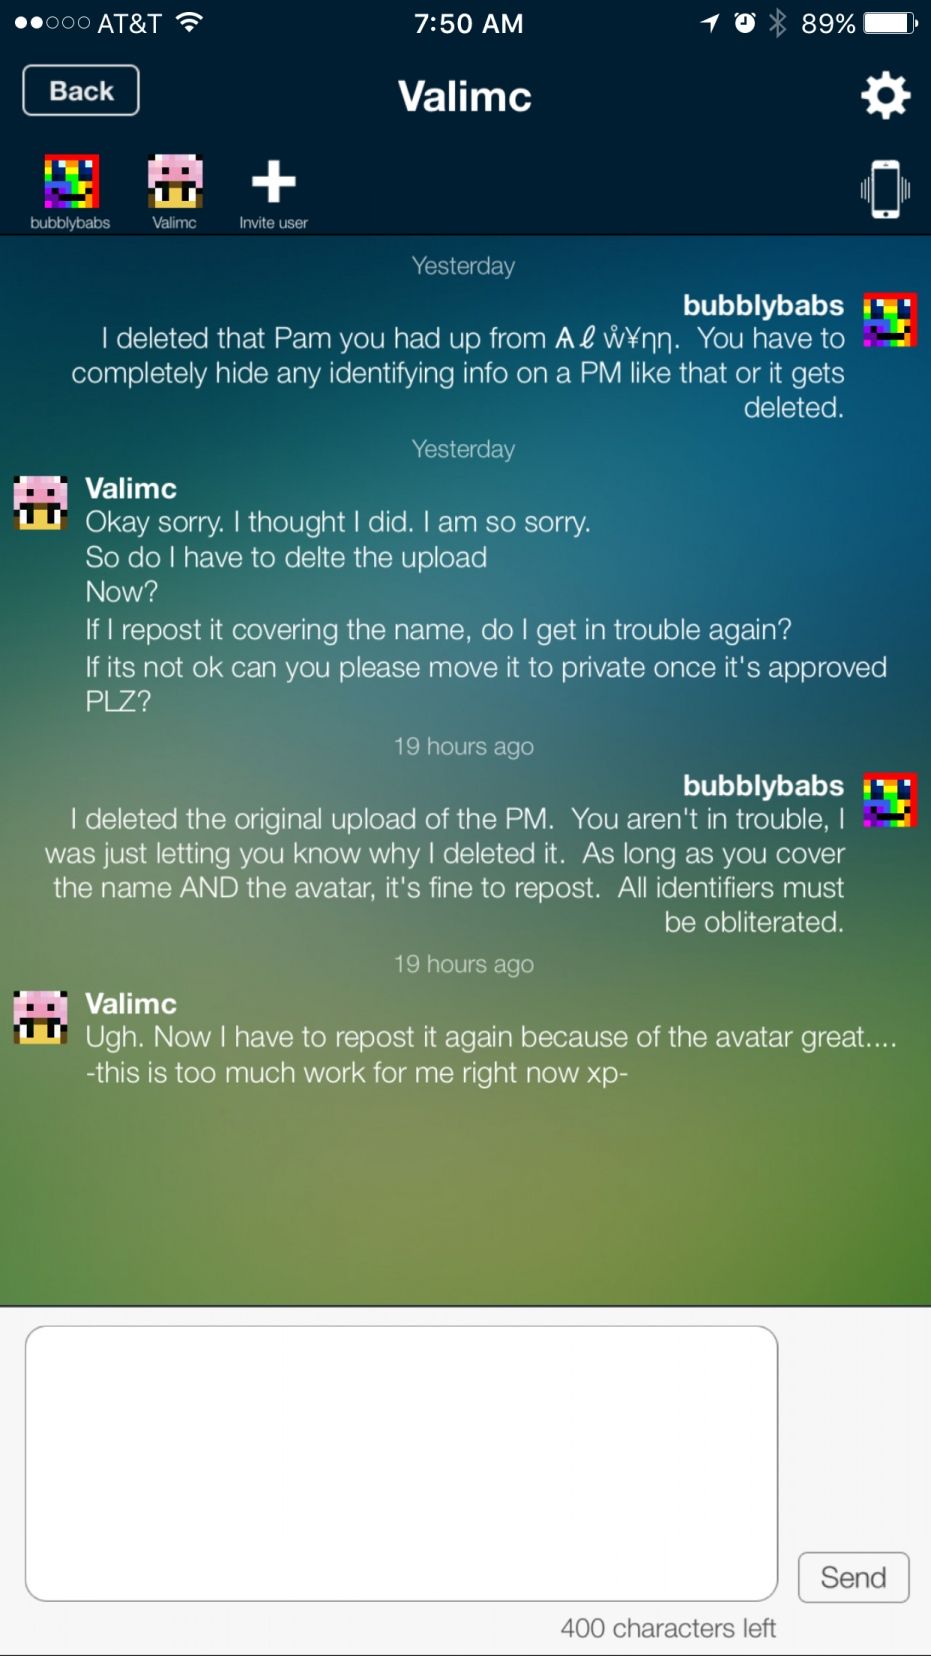 AT&T 7:50 AM 89%
Back Valimc
bubblybabs Valimc Invite user
Yesterday
bubblybabs
I deleted that Pam you had up from A ℓ ẘ¥ηη. You have to
completely hide any identifying info on a PM like that or it gets
deleted.
Yesterday
Valimc
Okay sorry. I thought I did. I am so sorry.
So do I have to delte the upload
Now?
If I repost it covering the name, do I get in trouble again?
If its not ok can you please move it to private once it's approved
PLZ?
19 hours ago
bubblybabs
I deleted the original upload of the PM. You aren't in trouble, I
was just letting you know why I deleted it. As long as you cover
the name AND the avatar, it's fine to repost. All identifiers must
be obliterated.
19 hours ago
Valimc
Ugh. Now I have to repost it again because of the avatar great....
-this is too much work for me right now xp-
Send
400 characters left